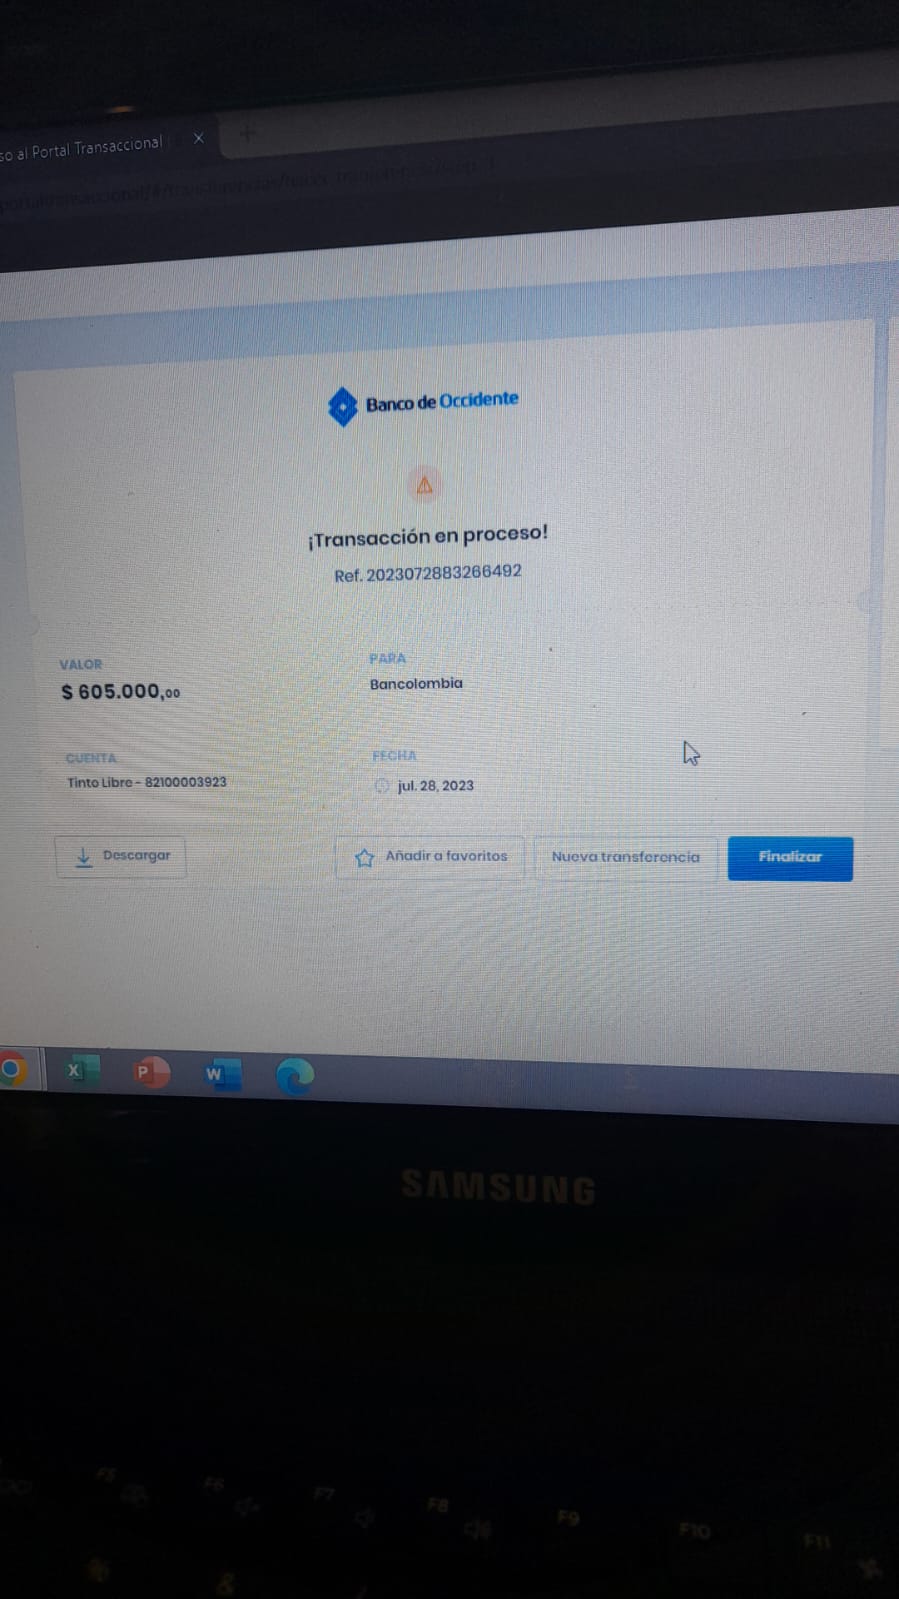 so al Portal Transaccional
Banco de Occidente
¡Transacción en proceso!
Ref. 2023072883266492
VALOR
$ 605.000,00
PARA
Bancolombia
CUENTA
Tinto Libre - 82100003923
FECHA
jul. 28, 2023
Descargar
Añadir a favoritos
Nueva transferencia
Finalizar
X
P
W
SAMSUNG
F5
F6
F7
F8
F9
F10
F11
&